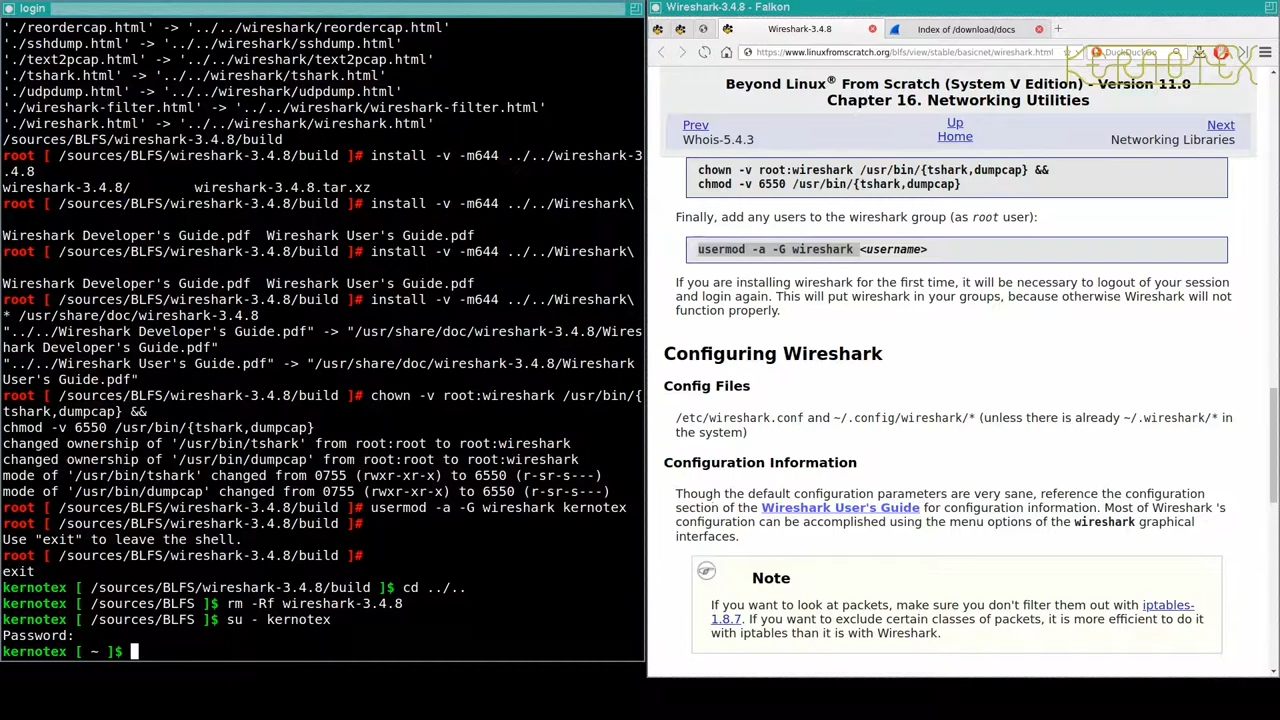 login
'./reordercap.html' -> '../../wireshark/reordercap.html'
'./sshdump.html' -> '../../wireshark/sshdump.html'
'./text2pcap.html' -> '../../wireshark/text2pcap.html'
'./tshark.html' -> '../../wireshark/tshark.html'
'./udpdump.html' -> '../../wireshark/udpdump.html'
'./wireshark-filter.html' -> '../../wireshark/wireshark-filter.html'
'./wireshark.html' -> '../../wireshark/wireshark.html'
/sources/BLFS/wireshark-3.4.8/build
root [ /sources/BLFS/wireshark-3.4.8/build ]# install -v -m644 ../../wireshark-3
.4.8
wireshark-3.4.8/        wireshark-3.4.8.tar.xz
root [ /sources/BLFS/wireshark-3.4.8/build ]# install -v -m644 ../../Wireshark\
Wireshark Developer's Guide.pdf  Wireshark User's Guide.pdf
root [ /sources/BLFS/wireshark-3.4.8/build ]# install -v -m644 ../../Wireshark\
Wireshark Developer's Guide.pdf  Wireshark User's Guide.pdf
root [ /sources/BLFS/wireshark-3.4.8/build ]# install -v -m644 ../../Wireshark\
* /usr/share/doc/wireshark-3.4.8
"../../Wireshark Developer's Guide.pdf" -> "/usr/share/doc/wireshark-3.4.8/Wires
hark Developer's Guide.pdf"
"../../Wireshark User's Guide.pdf" -> "/usr/share/doc/wireshark-3.4.8/Wireshark
User's Guide.pdf"
root [ /sources/BLFS/wireshark-3.4.8/build ]# chown -v root:wireshark /usr/bin/{
tshark,dumpcap} &&
chmod -v 6550 /usr/bin/{tshark,dumpcap}
changed ownership of '/usr/bin/tshark' from root:root to root:wireshark
changed ownership of '/usr/bin/dumpcap' from root:root to root:wireshark
mode of '/usr/bin/tshark' changed from 0755 (rwxr-xr-x) to 6550 (r-sr-s---)
mode of '/usr/bin/dumpcap' changed from 0755 (rwxr-xr-x) to 6550 (r-sr-s---)
root [ /sources/BLFS/wireshark-3.4.8/build ]# usermod -a -G wireshark kernotex
root [ /sources/BLFS/wireshark-3.4.8/build ]#
Use "exit" to leave the shell.
root [ /sources/BLFS/wireshark-3.4.8/build ]#
exit
kernotex [ /sources/BLFS/wireshark-3.4.8/build ]$ cd ../..
kernotex [ /sources/BLFS ]$ rm -Rf wireshark-3.4.8
kernotex [ /sources/BLFS ]$ su - kernotex
Password:
kernotex [ ~ ]$
Wireshark-3.4.8 - Falkon
Wireshark-3.4.8
Index of /download/docs
https://www.linuxfromscratch.org/blfs/view/stable/basicnet/wireshark.html
DuckDuckGo
KERNOTEX
Beyond Linux® From Scratch (System V Edition) - Version 11.0
Chapter 16. Networking Utilities
Prev Up Next
Whois-5.4.3 Home Networking Libraries
chown -v root:wireshark /usr/bin/{tshark,dumpcap} &&
chmod -v 6550 /usr/bin/{tshark,dumpcap}
Finally, add any users to the wireshark group (as root user):
usermod -a -G wireshark <username>
If you are installing wireshark for the first time, it will be necessary to logout of your session
and login again. This will put wireshark in your groups, because otherwise Wireshark will not
function properly.
Configuring Wireshark
Config Files
/etc/wireshark.conf and ~/.config/wireshark/* (unless there is already ~/.wireshark/* in
the system)
Configuration Information
Though the default configuration parameters are very sane, reference the configuration
section of the Wireshark User's Guide for configuration information. Most of Wireshark 's
configuration can be accomplished using the menu options of the wireshark graphical
interfaces.
Note
If you want to look at packets, make sure you don't filter them out with iptables-
1.8.7. If you want to exclude certain classes of packets, it is more efficient to do it
with iptables than it is with Wireshark.